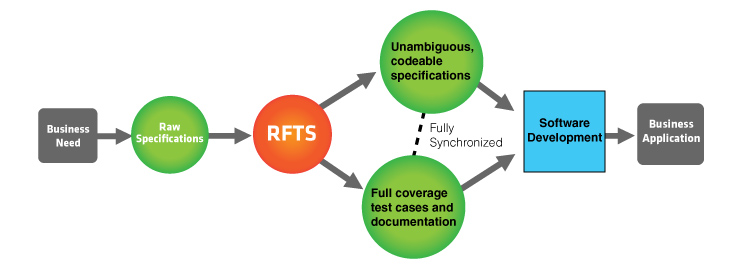 Business
Need
Raw
Specifications
RFTS
Unambiguous,
codeable
specifications
Fully
Synchronized
Full coverage
test cases and
documentation
Software
Development
Business
Application